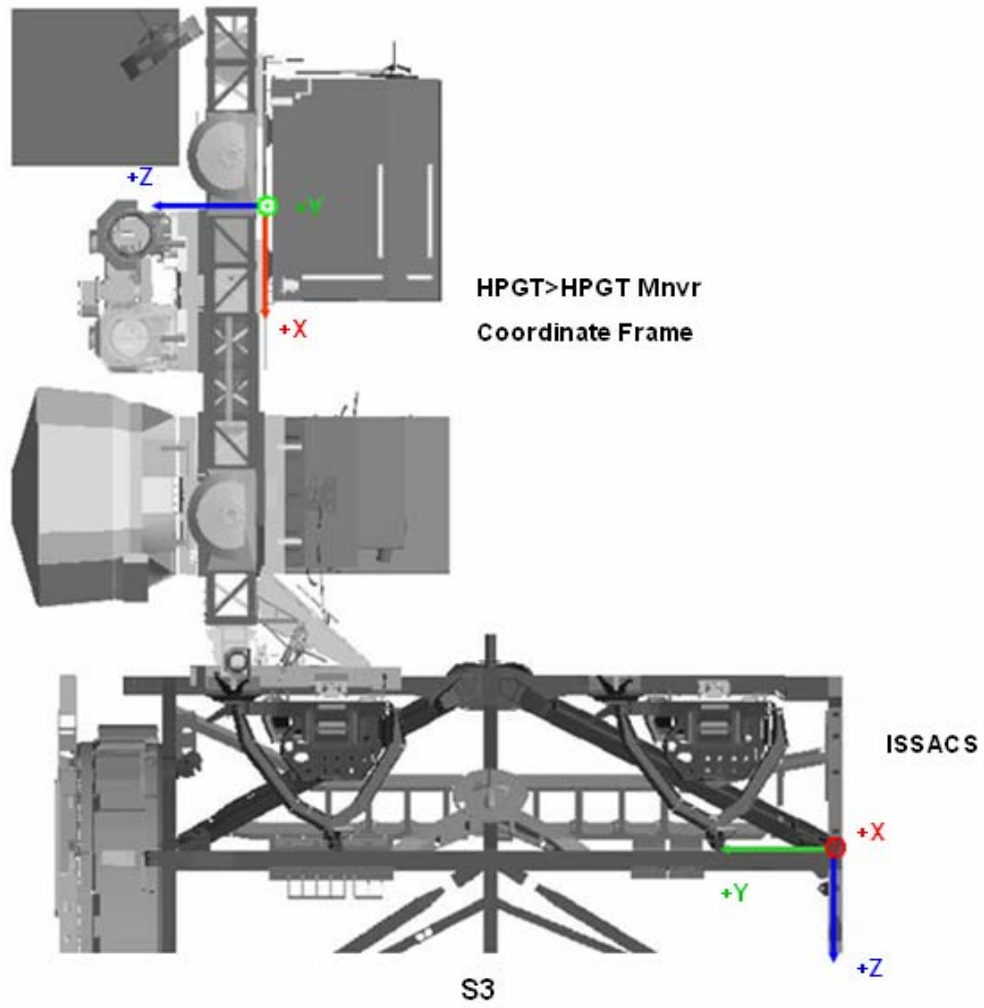 +Z
+Y
+X
HPGT>HPGT Mnvr
Coordinate Frame
ISSACS
+X
+Y
+Z
S3